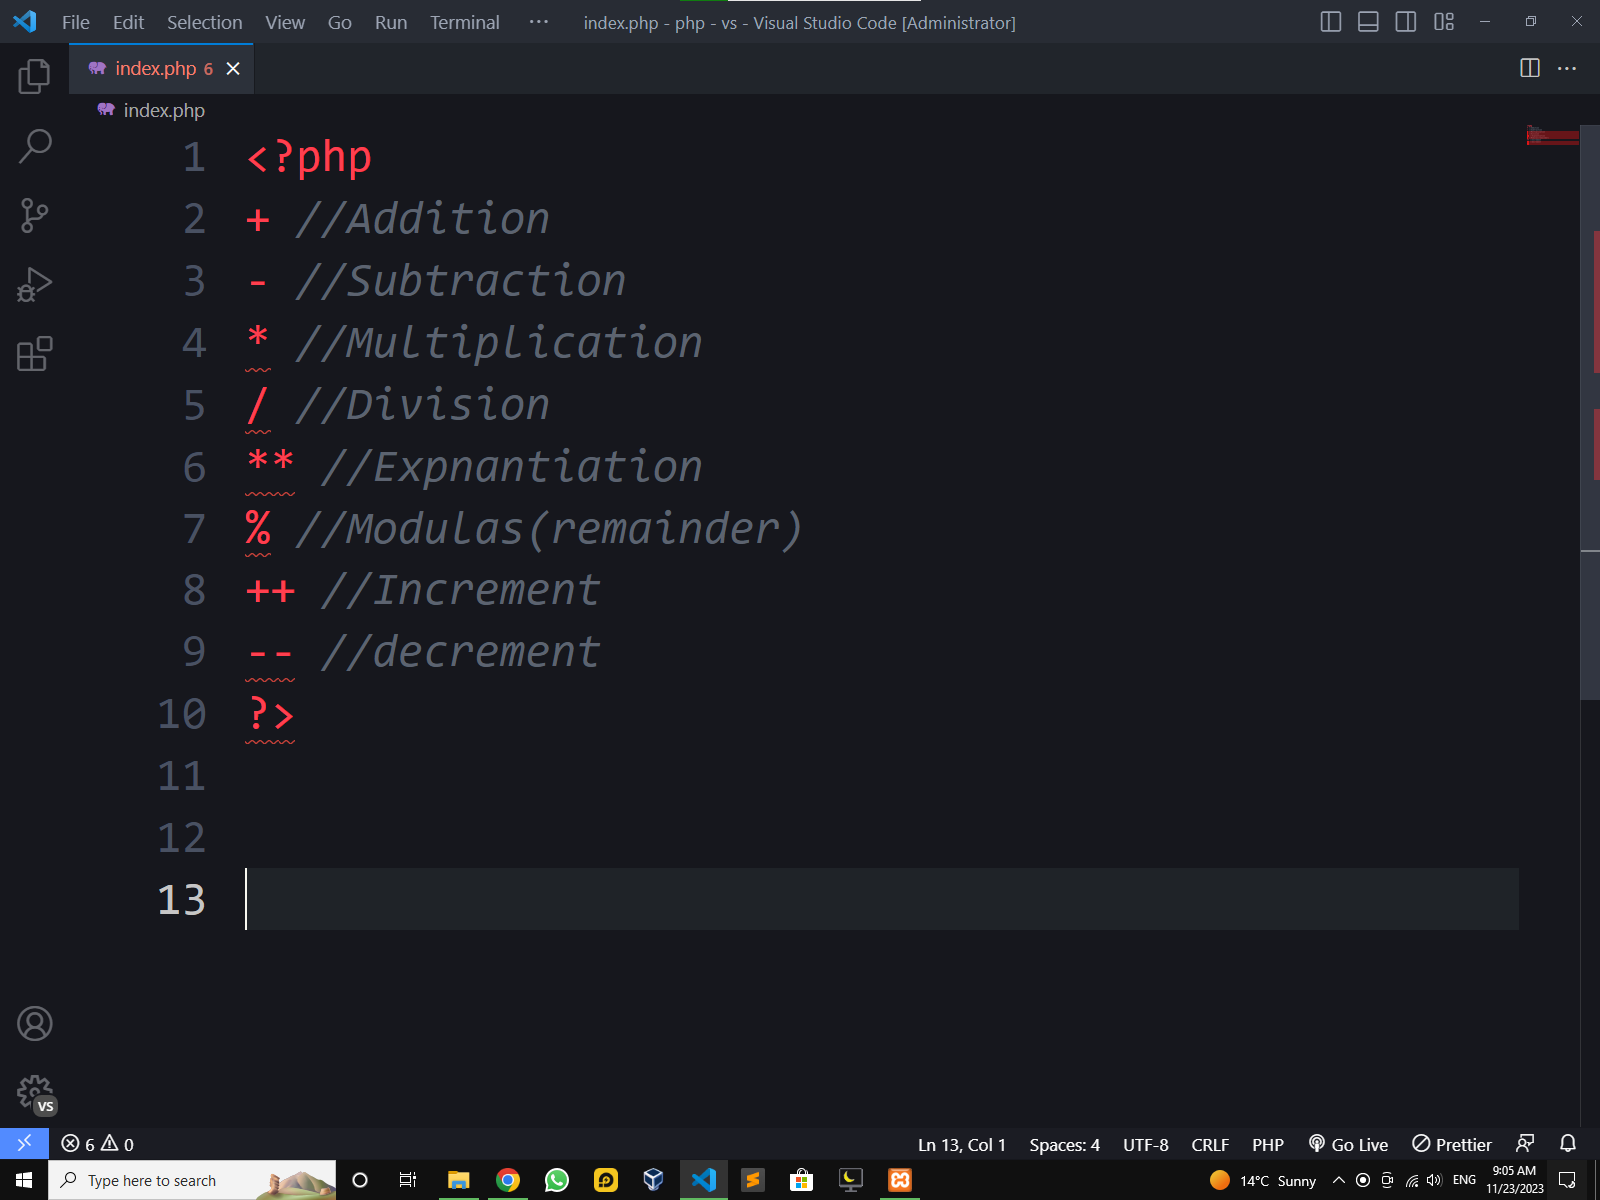 File Edit Selection View Go Run Terminal ··· index.php - php - vs - Visual Studio Code [Administrator]
index.php 6
index.php
1 <?php
2 + //Addition
3 - //Subtraction
4 * //Multiplication
5 / //Division
6 ** //Expnantiation
7 % //Modulas(remainder)
8 ++ //Increment
9 -- //decrement
10 ?>
11
12
13
VS
6 0 Ln 13, Col 1 Spaces: 4 UTF-8 CRLF PHP Go Live Prettier
Type here to search 14°C Sunny ENG 9:05 AM
11/23/2023